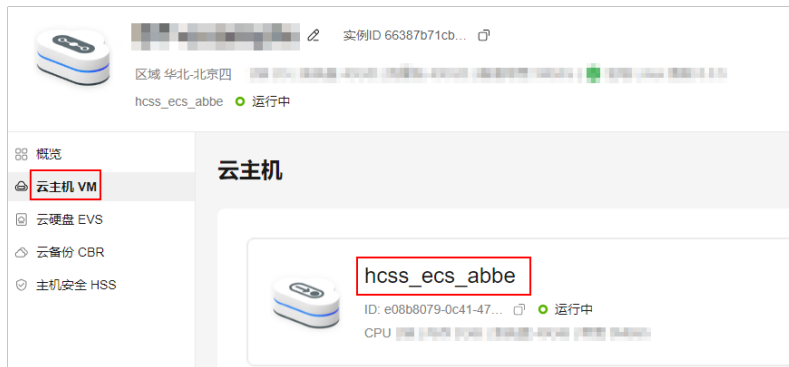 实例ID 66387b71cb...
区域 华北-北京四
hcss_ecs_abbe 运行中
概览
云主机 VM
云硬盘 EVS
云备份 CBR
主机安全 HSS
云主机
hcss_ecs_abbe
ID: e08b8079-0c41-47... 运行中
CPU